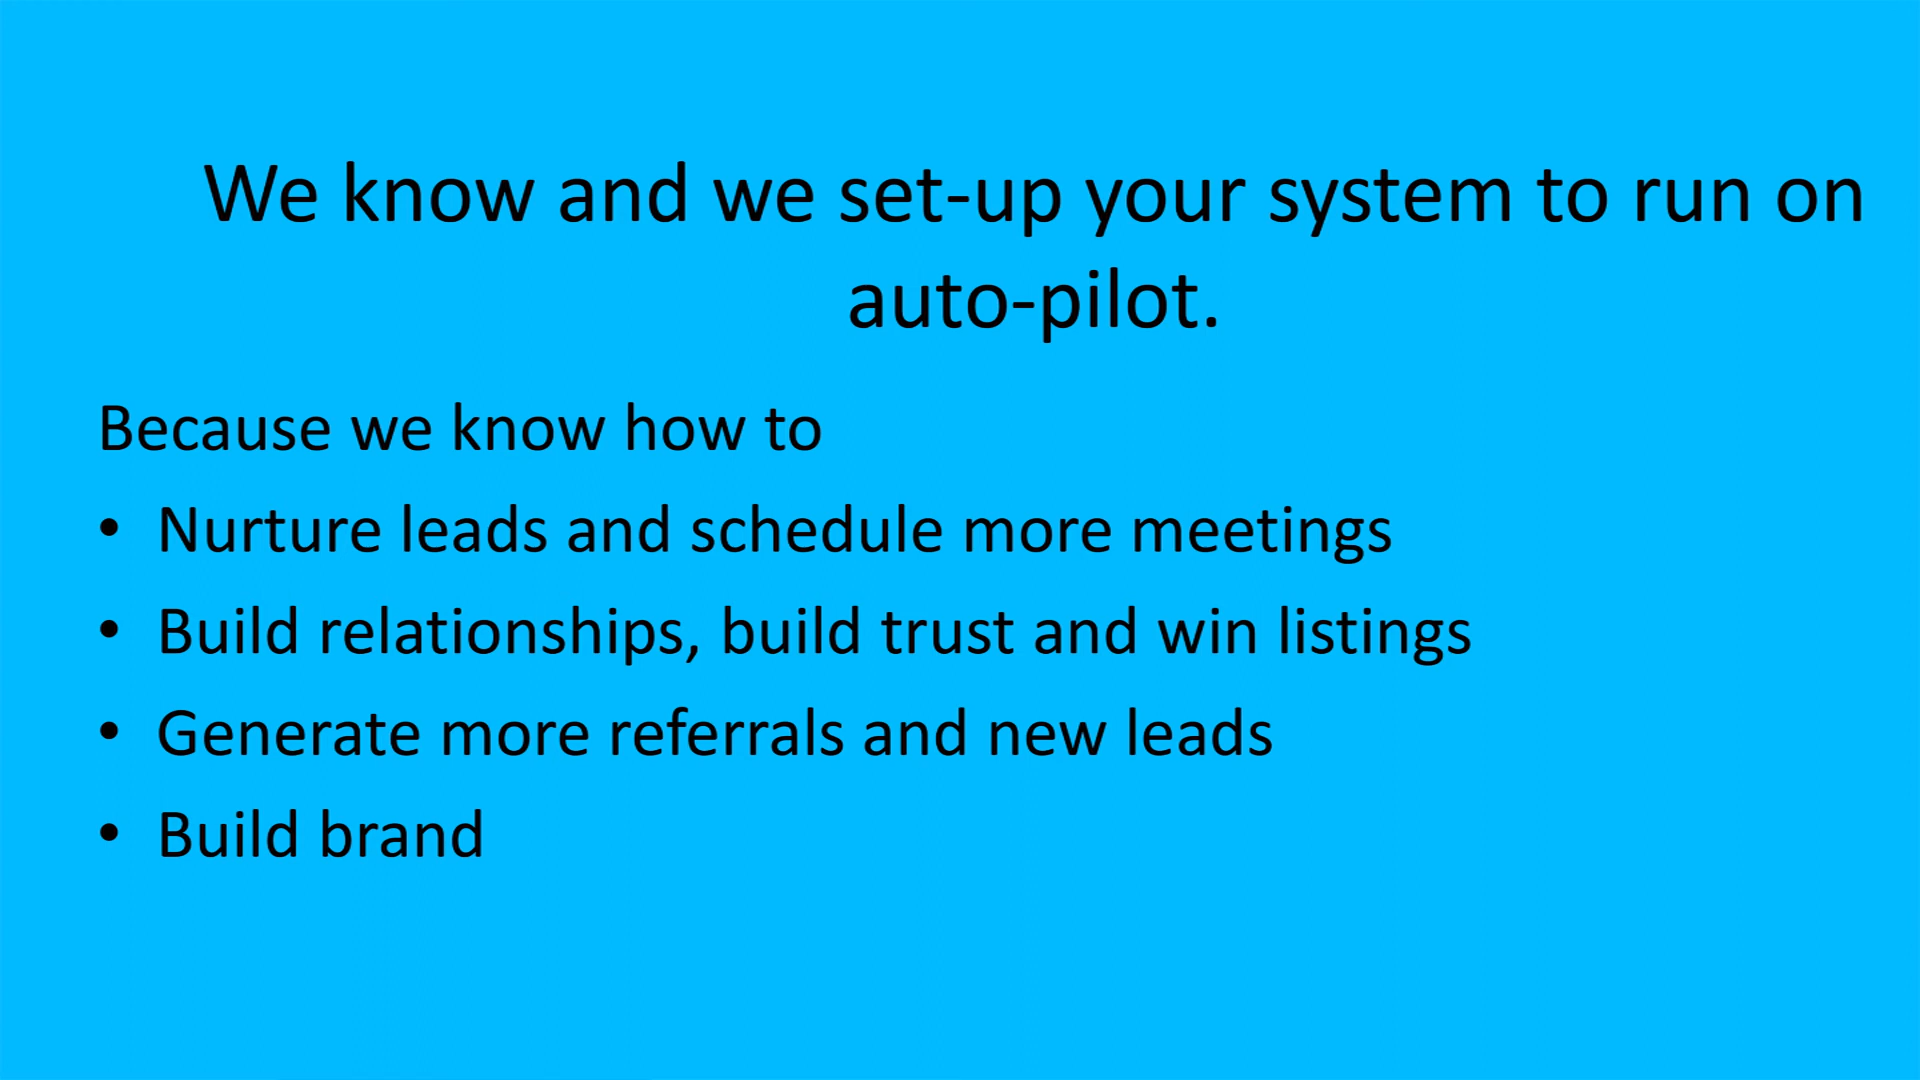 We know and we set-up your system to run on
auto-pilot.
Because we know how to
• Nurture leads and schedule more meetings
• Build relationships, build trust and win listings
• Generate more referrals and new leads
• Build brand